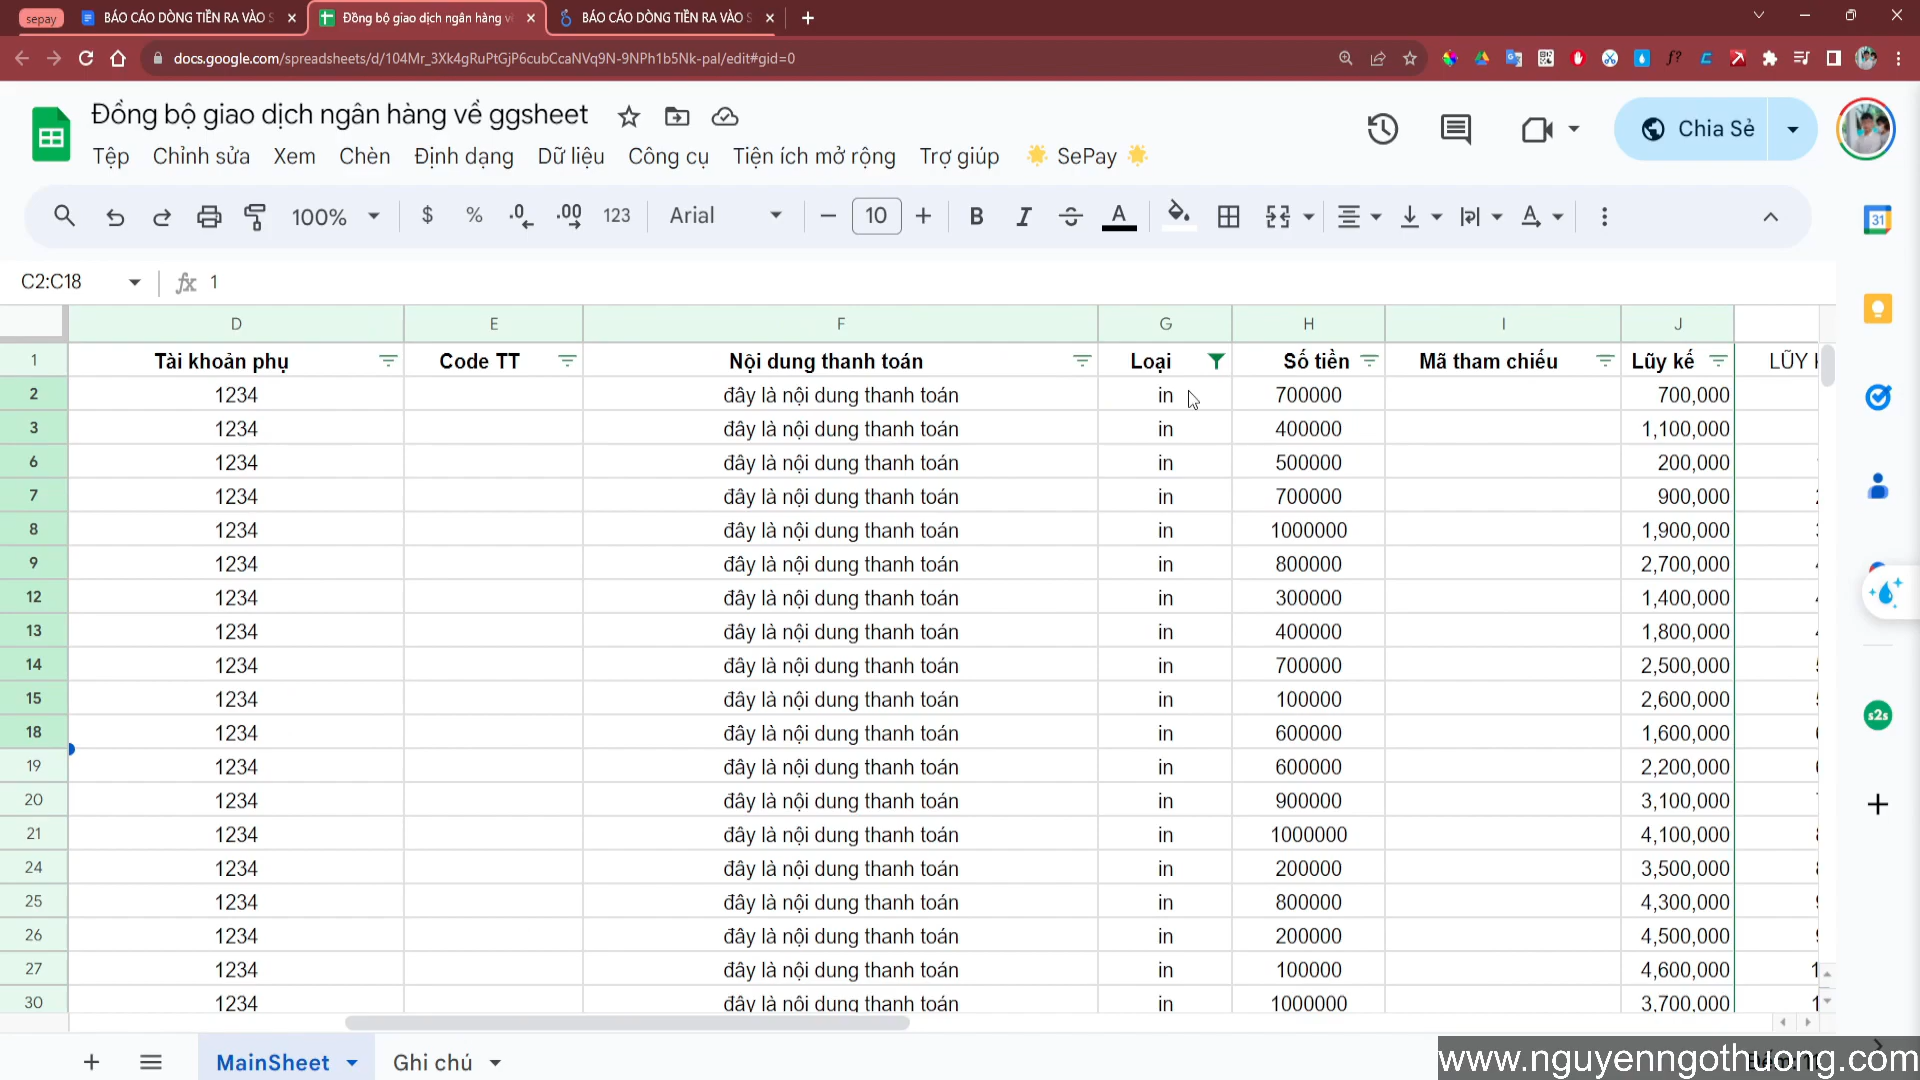 sepay BÁO CÁO DÒNG TIỀN RA VÀO S Đồng bộ giao dịch ngân hàng v BÁO CÁO DÒNG TIỀN RA VÀO S
docs.google.com/spreadsheets/d/104Mr_3Xk4gRuPtGjP6cubCcaNVq9N-9NPh1b5Nk-pal/edit#gid=0
Đồng bộ giao dịch ngân hàng về ggsheet
Chia Sẻ
Tệp Chỉnh sửa Xem Chèn Định dạng Dữ liệu Công cụ Tiện ích mở rộng Trợ giúp SePay
100% $ % .0 .00 123 Arial 10 B I A
31
C2:C18 fx 1
D E F G H I J
1 Tài khoản phụ Code TT Nội dung thanh toán Loại Số tiền Mã tham chiếu Lũy kế LŨY
2 1234 đây là nội dung thanh toán in 700000 700,000
3 1234 đây là nội dung thanh toán in 400000 1,100,000
6 1234 đây là nội dung thanh toán in 500000 200,000
7 1234 đây là nội dung thanh toán in 700000 900,000
8 1234 đây là nội dung thanh toán in 1000000 1,900,000
9 1234 đây là nội dung thanh toán in 800000 2,700,000
12 1234 đây là nội dung thanh toán in 300000 1,400,000
13 1234 đây là nội dung thanh toán in 400000 1,800,000
14 1234 đây là nội dung thanh toán in 700000 2,500,000
15 1234 đây là nội dung thanh toán in 100000 2,600,000
18 1234 đây là nội dung thanh toán in 600000 1,600,000
19 1234 đây là nội dung thanh toán in 600000 2,200,000
20 1234 đây là nội dung thanh toán in 900000 3,100,000
21 1234 đây là nội dung thanh toán in 1000000 4,100,000
24 1234 đây là nội dung thanh toán in 200000 3,500,000
25 1234 đây là nội dung thanh toán in 800000 4,300,000
26 1234 đây là nội dung thanh toán in 200000 4,500,000
27 1234 đây là nội dung thanh toán in 100000 4,600,000
30 1234 đây là nội dung thanh toán in 1000000 3,700,000
s2s
MainSheet Ghi chú
www.nguyenngothuong.com